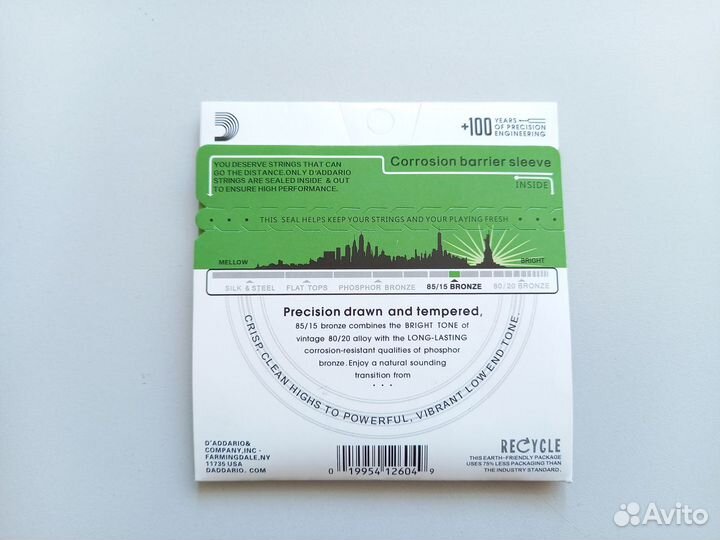 +100 YEARS
OF PRECISION
ENGINEERING
YOU DESERVE STRINGS THAT CAN
GO THE DISTANCE.ONLY D'ADDARIO
STRINGS ARE SEALED INSIDE & OUT
TO ENSURE HIGH PERFORMANCE.
Corrosion barrier sleeve
INSIDE
• • • THIS SEAL HELPS KEEP YOUR STRINGS AND YOUR PLAYING FRESH • • •
MELLOW
BRIGHT
SILK & STEEL FLAT TOPS PHOSPHOR BRONZE 85/15 BRONZE 80/20 BRONZE
Precision drawn and tempered,
85/15 bronze combines the BRIGHT TONE of
vintage 80/20 alloy with the LONG-LASTING
corrosion-resistant qualities of phosphor
bronze.Enjoy a natural sounding
transition from
• • •
CRISP, CLEAN HIGHS TO POWERFUL, VIBRANT LOW END TONE.
D'ADDARIO&
COMPANY,INC·
FARMINGDALE,NY
11735 USA
DADDARIO. COM
0 19954 12604 9
RECYCLE
THIS EARTH-FRIENDLY PACKAGE
USES 75% LESS PACKAGING THAN
THE INDUSTRY STANDARD.
Avito